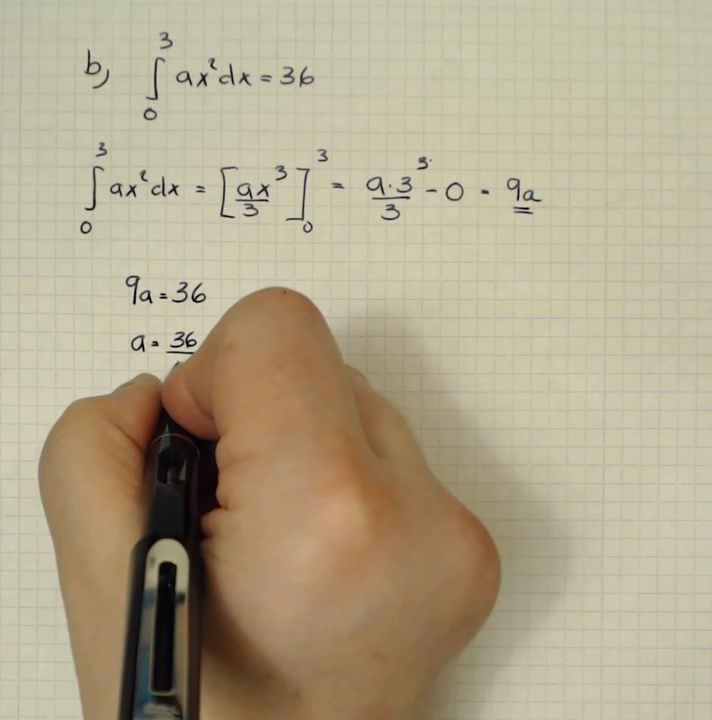 b) ∫₀³ ax²dx = 36
∫₀³ ax²dx = [ax³/3]₀³ = a·3³/3 - 0 = 9a
9a = 36
a = 36/